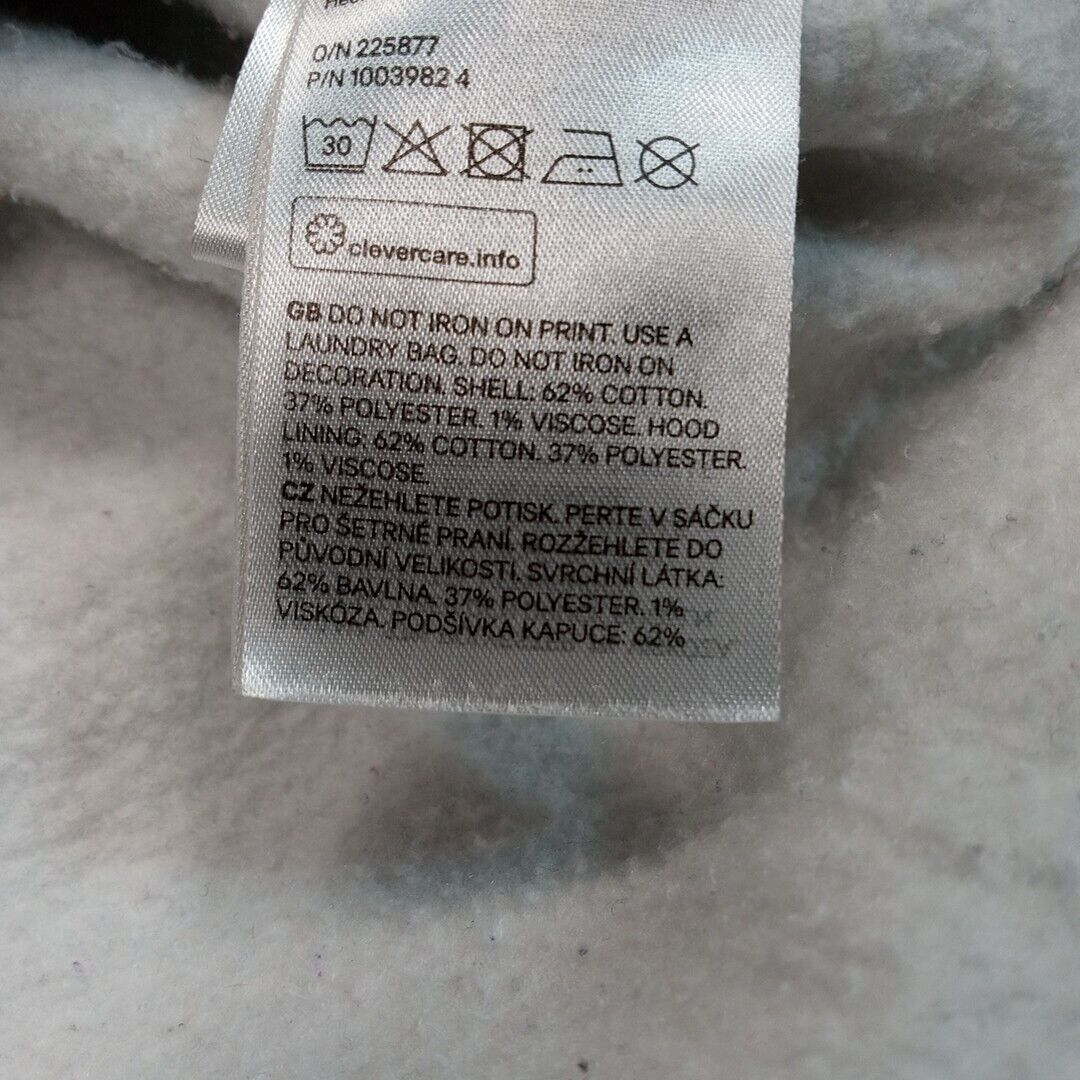 O/N 225877
P/N 1003982 4
30
clevercare.info
GB DO NOT IRON ON PRINT. USE A
LAUNDRY BAG. DO NOT IRON ON
DECORATION. SHELL: 62% COTTON.
37% POLYESTER. 1% VISCOSE. HOOD
LINING: 62% COTTON. 37% POLYESTER.
1% VISCOSE.
CZ NEŽEHLETE POTISK. PERTE V SÁČKU
PRO ŠETRNÉ PRANÍ. ROZŽEHLETE DO
PŮVODNÍ VELIKOSTI. SVRCHNÍ LÁTKA:
62% BAVLNA. 37% POLYESTER. 1%
VISKÓZA. PODŠÍVKA KAPUCE: 62%